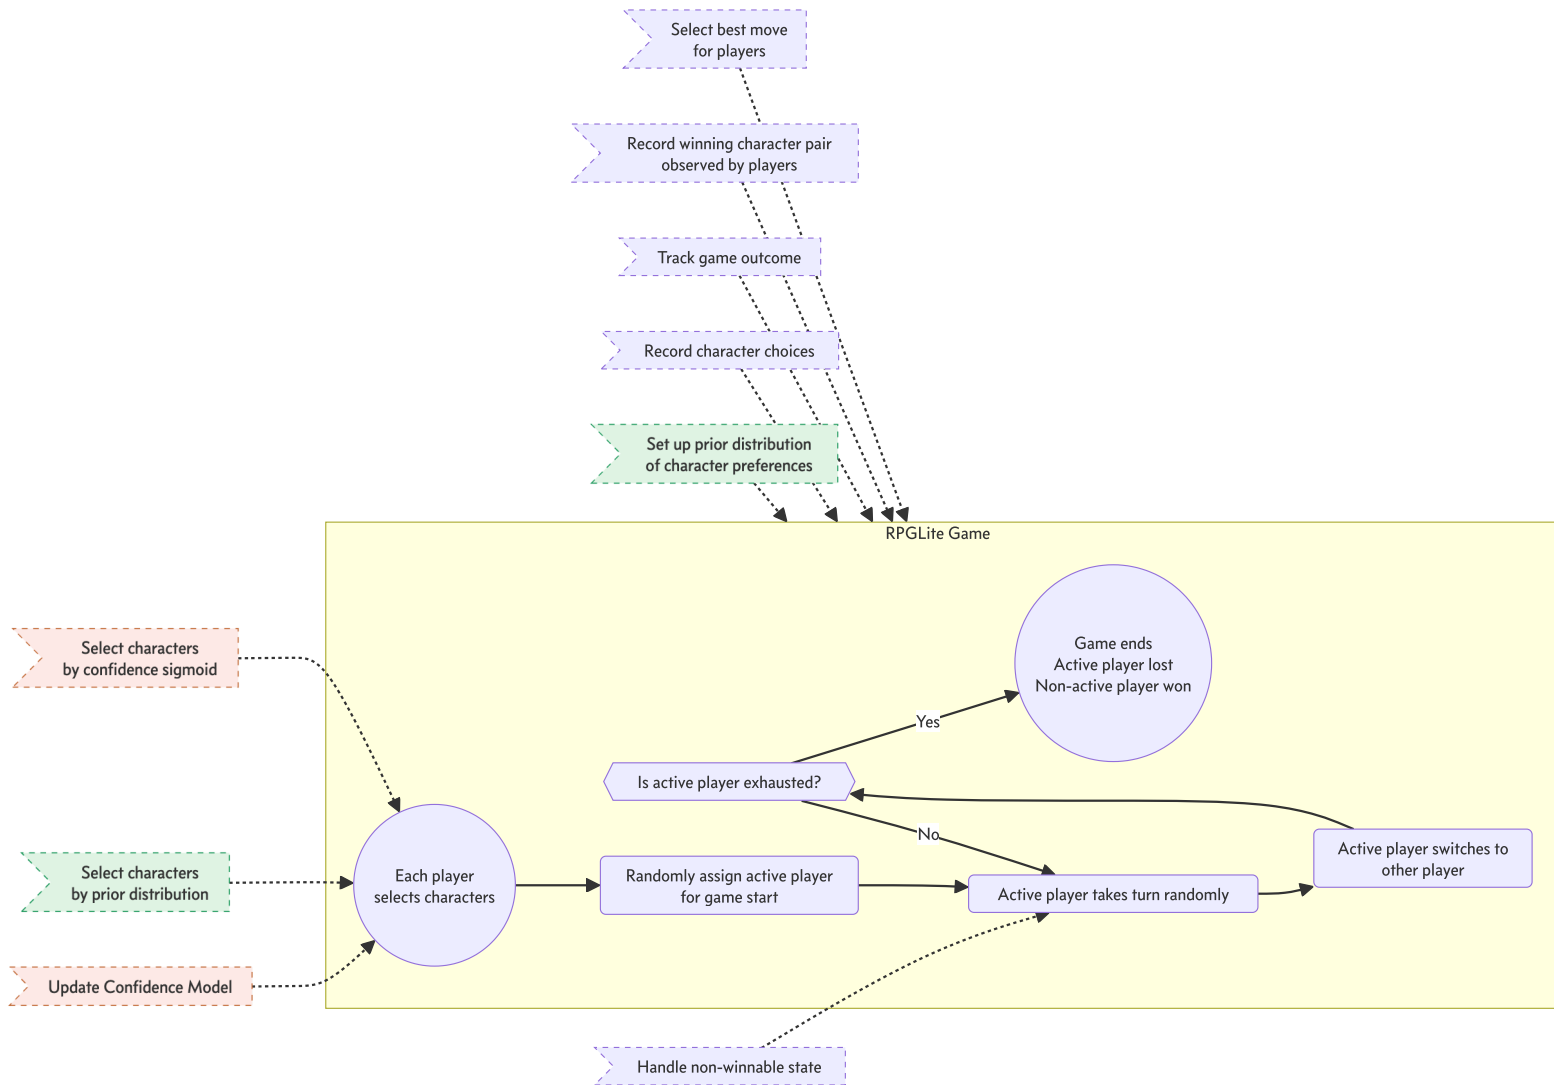 Select best move
for players
Record winning character pair
observed by players
Track game outcome
Record character choices
Set up prior distribution
of character preferences
RPGLite Game
Select characters
by confidence sigmoid
Game ends
Active player lost
Non-active player won
Yes
Is active player exhausted?
No
Active player switches to
other player
Each player
selects characters
Randomly assign active player
for game start
Active player takes turn randomly
Select characters
by prior distribution
Update Confidence Model
Handle non-winnable state